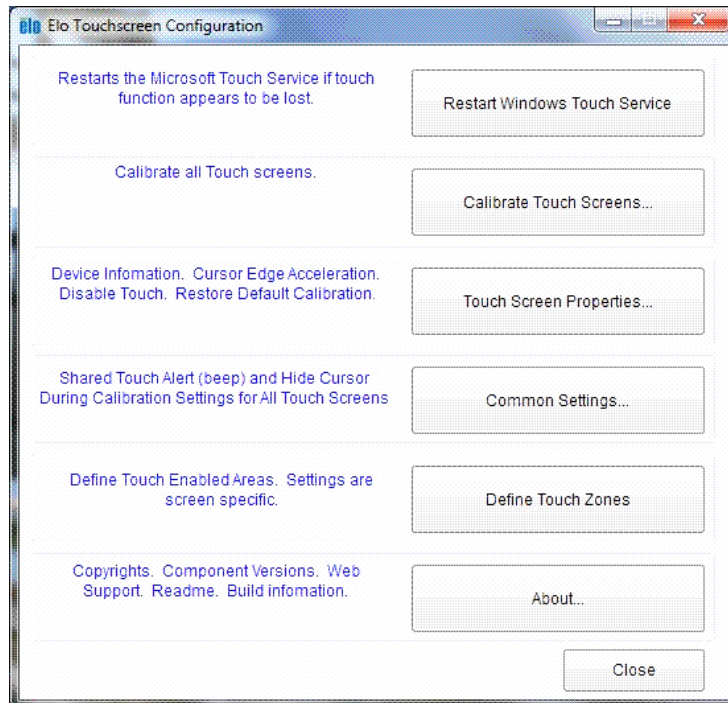 elo Elo Touchscreen Configuration
Restarts the Microsoft Touch Service if touch
function appears to be lost.
Restart Windows Touch Service
Calibrate all Touch screens.
Calibrate Touch Screens...
Device Infomation. Cursor Edge Acceleration.
Disable Touch. Restore Default Calibration.
Touch Screen Properties...
Shared Touch Alert (beep) and Hide Cursor
During Calibration Settings for All Touch Screens
Common Settings...
Define Touch Enabled Areas. Settings are
screen specific.
Define Touch Zones
Copyrights. Component Versions. Web
Support. Readme. Build infomation.
About...
Close